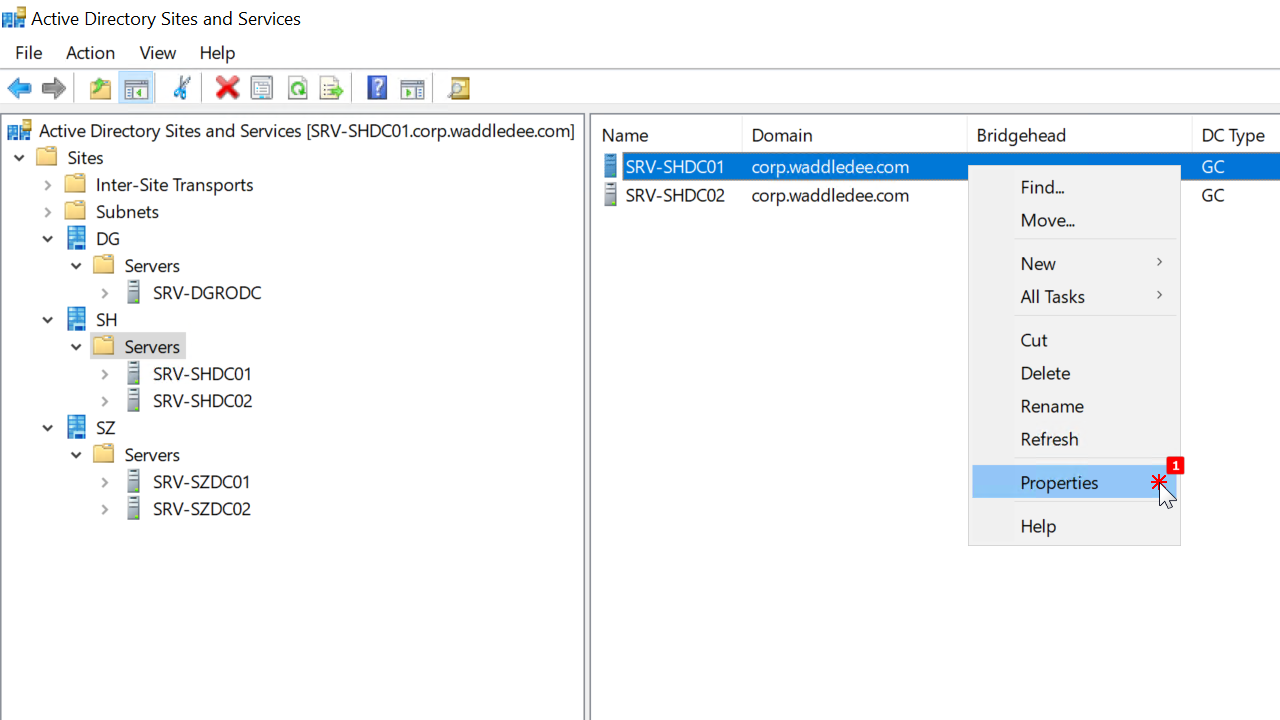 Active Directory Sites and Services
File Action View Help
Active Directory Sites and Services [SRV-SHDC01.corp.waddledee.com]
Sites
Inter-Site Transports
Subnets
DG
Servers
SRV-DGRODC
SH
Servers
SRV-SHDC01
SRV-SHDC02
SZ
Servers
SRV-SZDC01
SRV-SZDC02
Name Domain Bridgehead DC Type
SRV-SHDC01 corp.waddledee.com GC
SRV-SHDC02 corp.waddledee.com GC
Find...
Move...
New
All Tasks
Cut
Delete
Rename
Refresh
1
Properties
Help